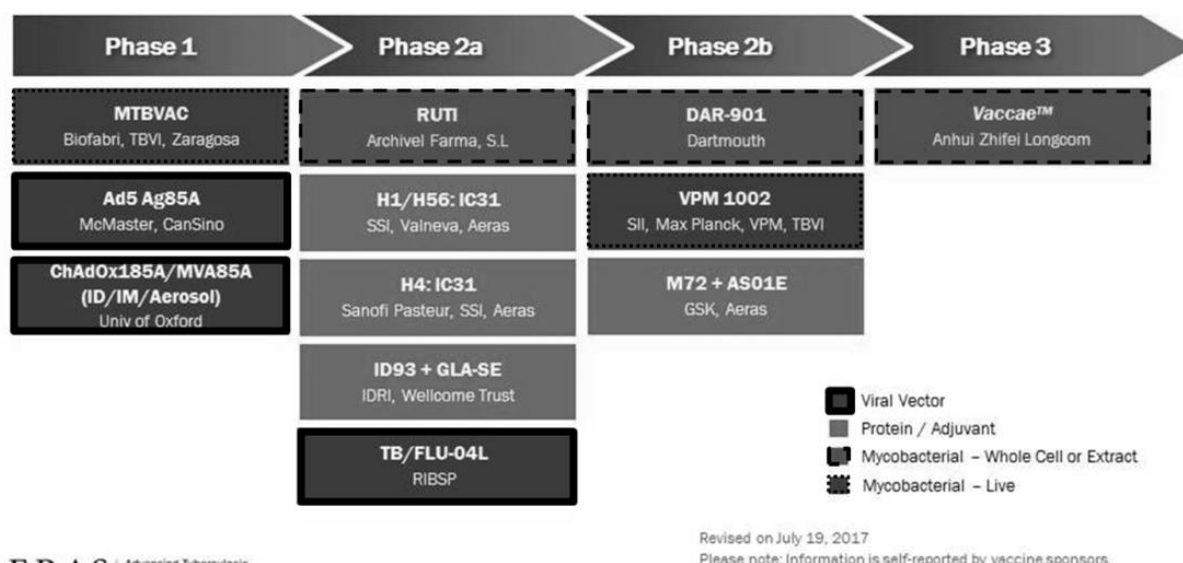 Phase 1
Phase 2a
Phase 2b
Phase 3
MTBVAC
Biofabri, TBVI, Zaragosa
Ad5 Ag85A
McMaster, CanSino
ChAdOx185A/MVA85A
(ID/IM/Aerosol)
Univ of Oxford
RUTI
Archivel Farma, S.L
H1/H56: IC31
SSI, Valneva, Aeras
H4: IC31
Sanofi Pasteur, SSI, Aeras
ID93 + GLA-SE
IDRI, Wellcome Trust
TB/FLU-04L
RIBSP
DAR-901
Dartmouth
VPM 1002
SII, Max Planck, VPM, TBVI
M72 + AS01E
GSK, Aeras
Vaccae™
Anhui Zhifei Longcom
Viral Vector
Protein / Adjuvant
Mycobacterial – Whole Cell or Extract
Mycobacterial – Live
Revised on July 19, 2017
Please note: Information is self-reported by vaccine sponsors